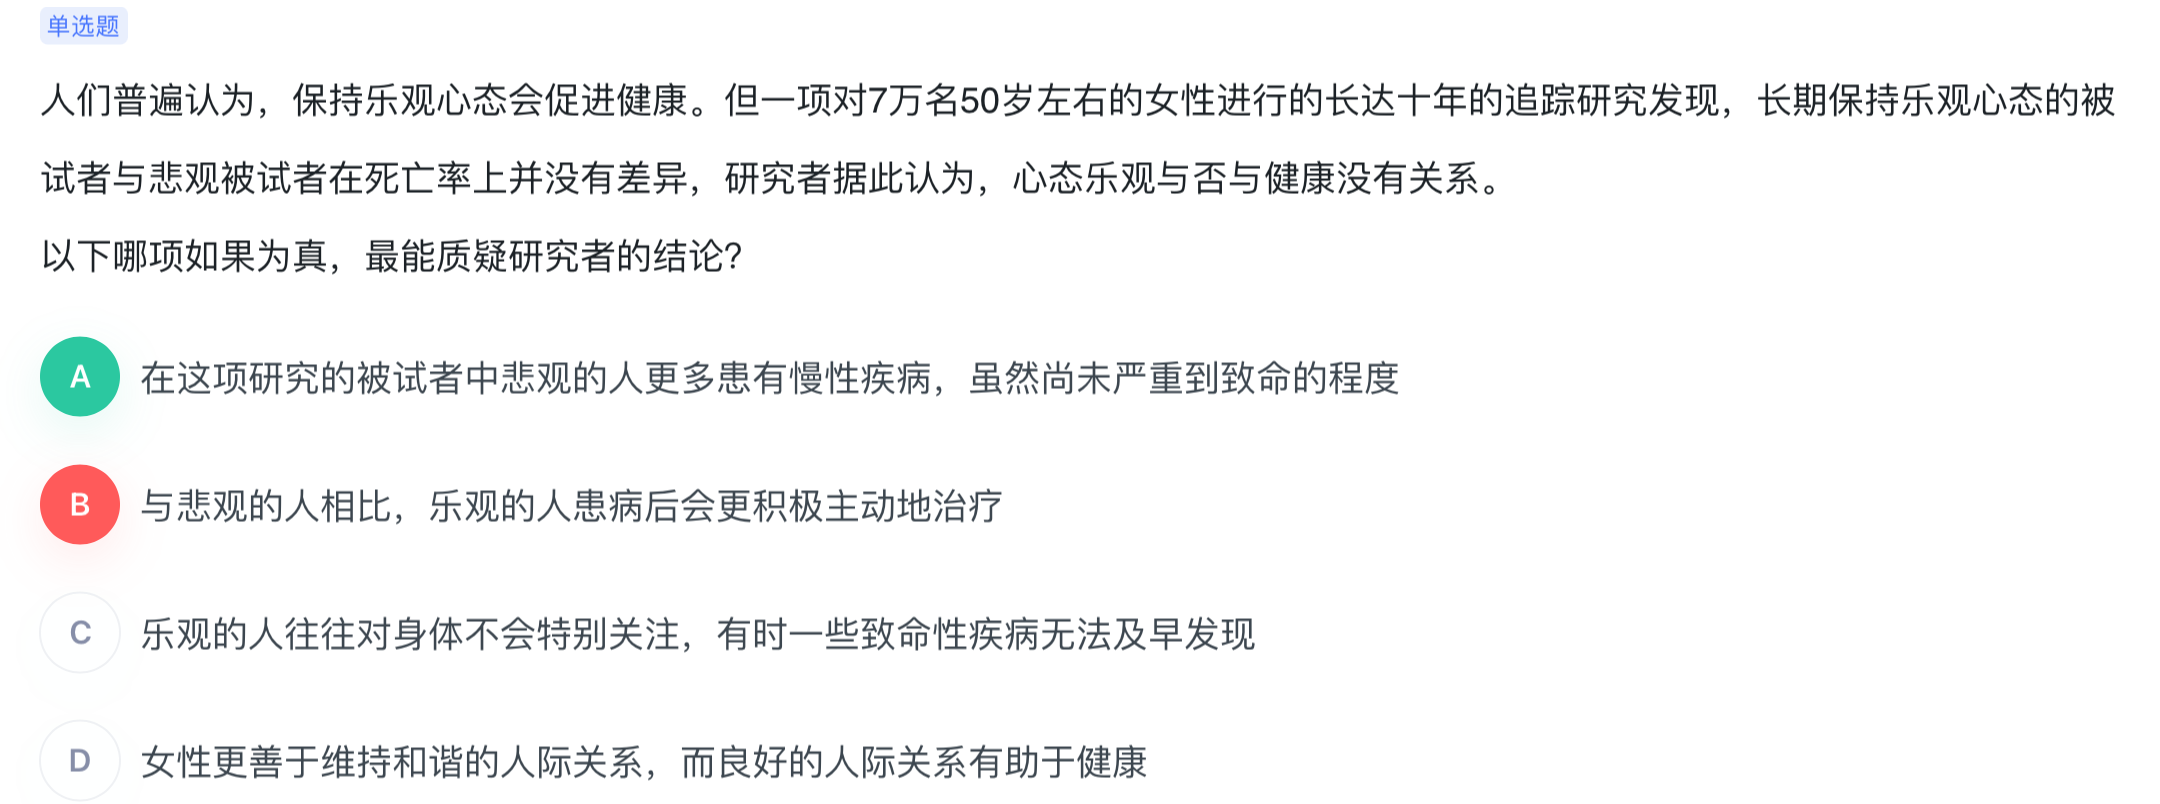 单选题
人们普遍认为，保持乐观心态会促进健康。但一项对7万名50岁左右的女性进行的长达十年的追踪研究发现，长期保持乐观心态的被
试者与悲观被试者在死亡率上并没有差异，研究者据此认为，心态乐观与否与健康没有关系。
以下哪项如果为真，最能质疑研究者的结论?
A 在这项研究的被试者中悲观的人更多患有慢性疾病，虽然尚未严重到致命的程度
B 与悲观的人相比，乐观的人患病后会更积极主动地治疗
C 乐观的人往往对身体不会特别关注，有时一些致命性疾病无法及早发现
D 女性更善于维持和谐的人际关系，而良好的人际关系有助于健康